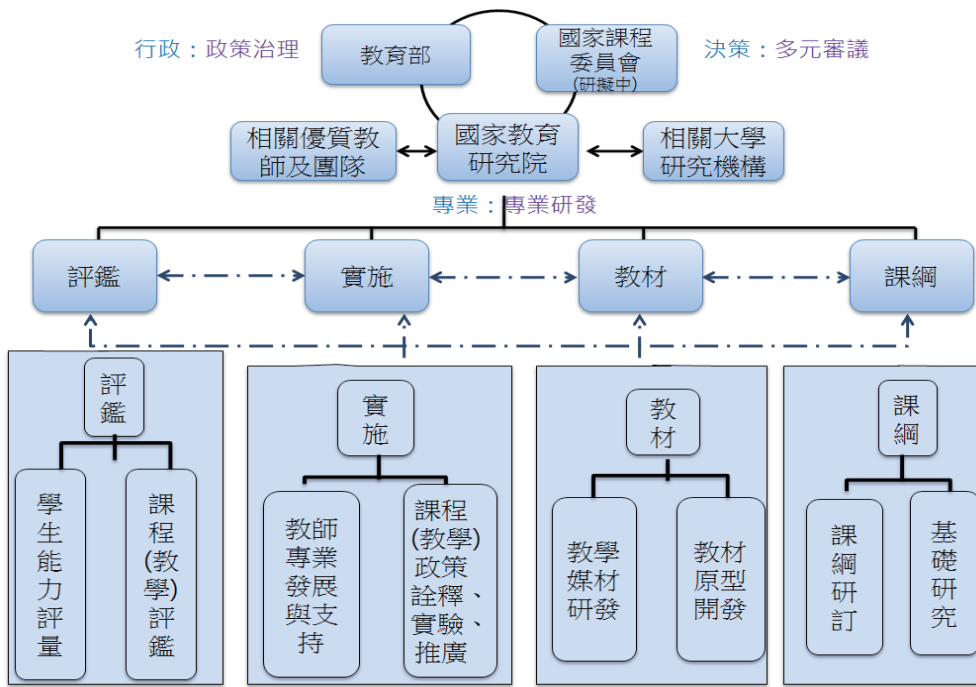 行政：政策治理
教育部
國家課程
委員會
(研擬中)
決策：多元審議
相關優質教
師及團隊
國家教育
研究院
相關大學
研究機構
專業：專業研發
評鑑
實施
教材
課綱
評
鑑
實
施
教
材
課
綱
學
生
能
力
評
量
課
程
(教
學)
評
鑑
教師
專業
發展
與支
持
課程
(教學)
政策
詮釋、
實驗、
推廣
教學
媒材
研發
教材
原型
開發
課
綱
研
訂
基
礎
研
究